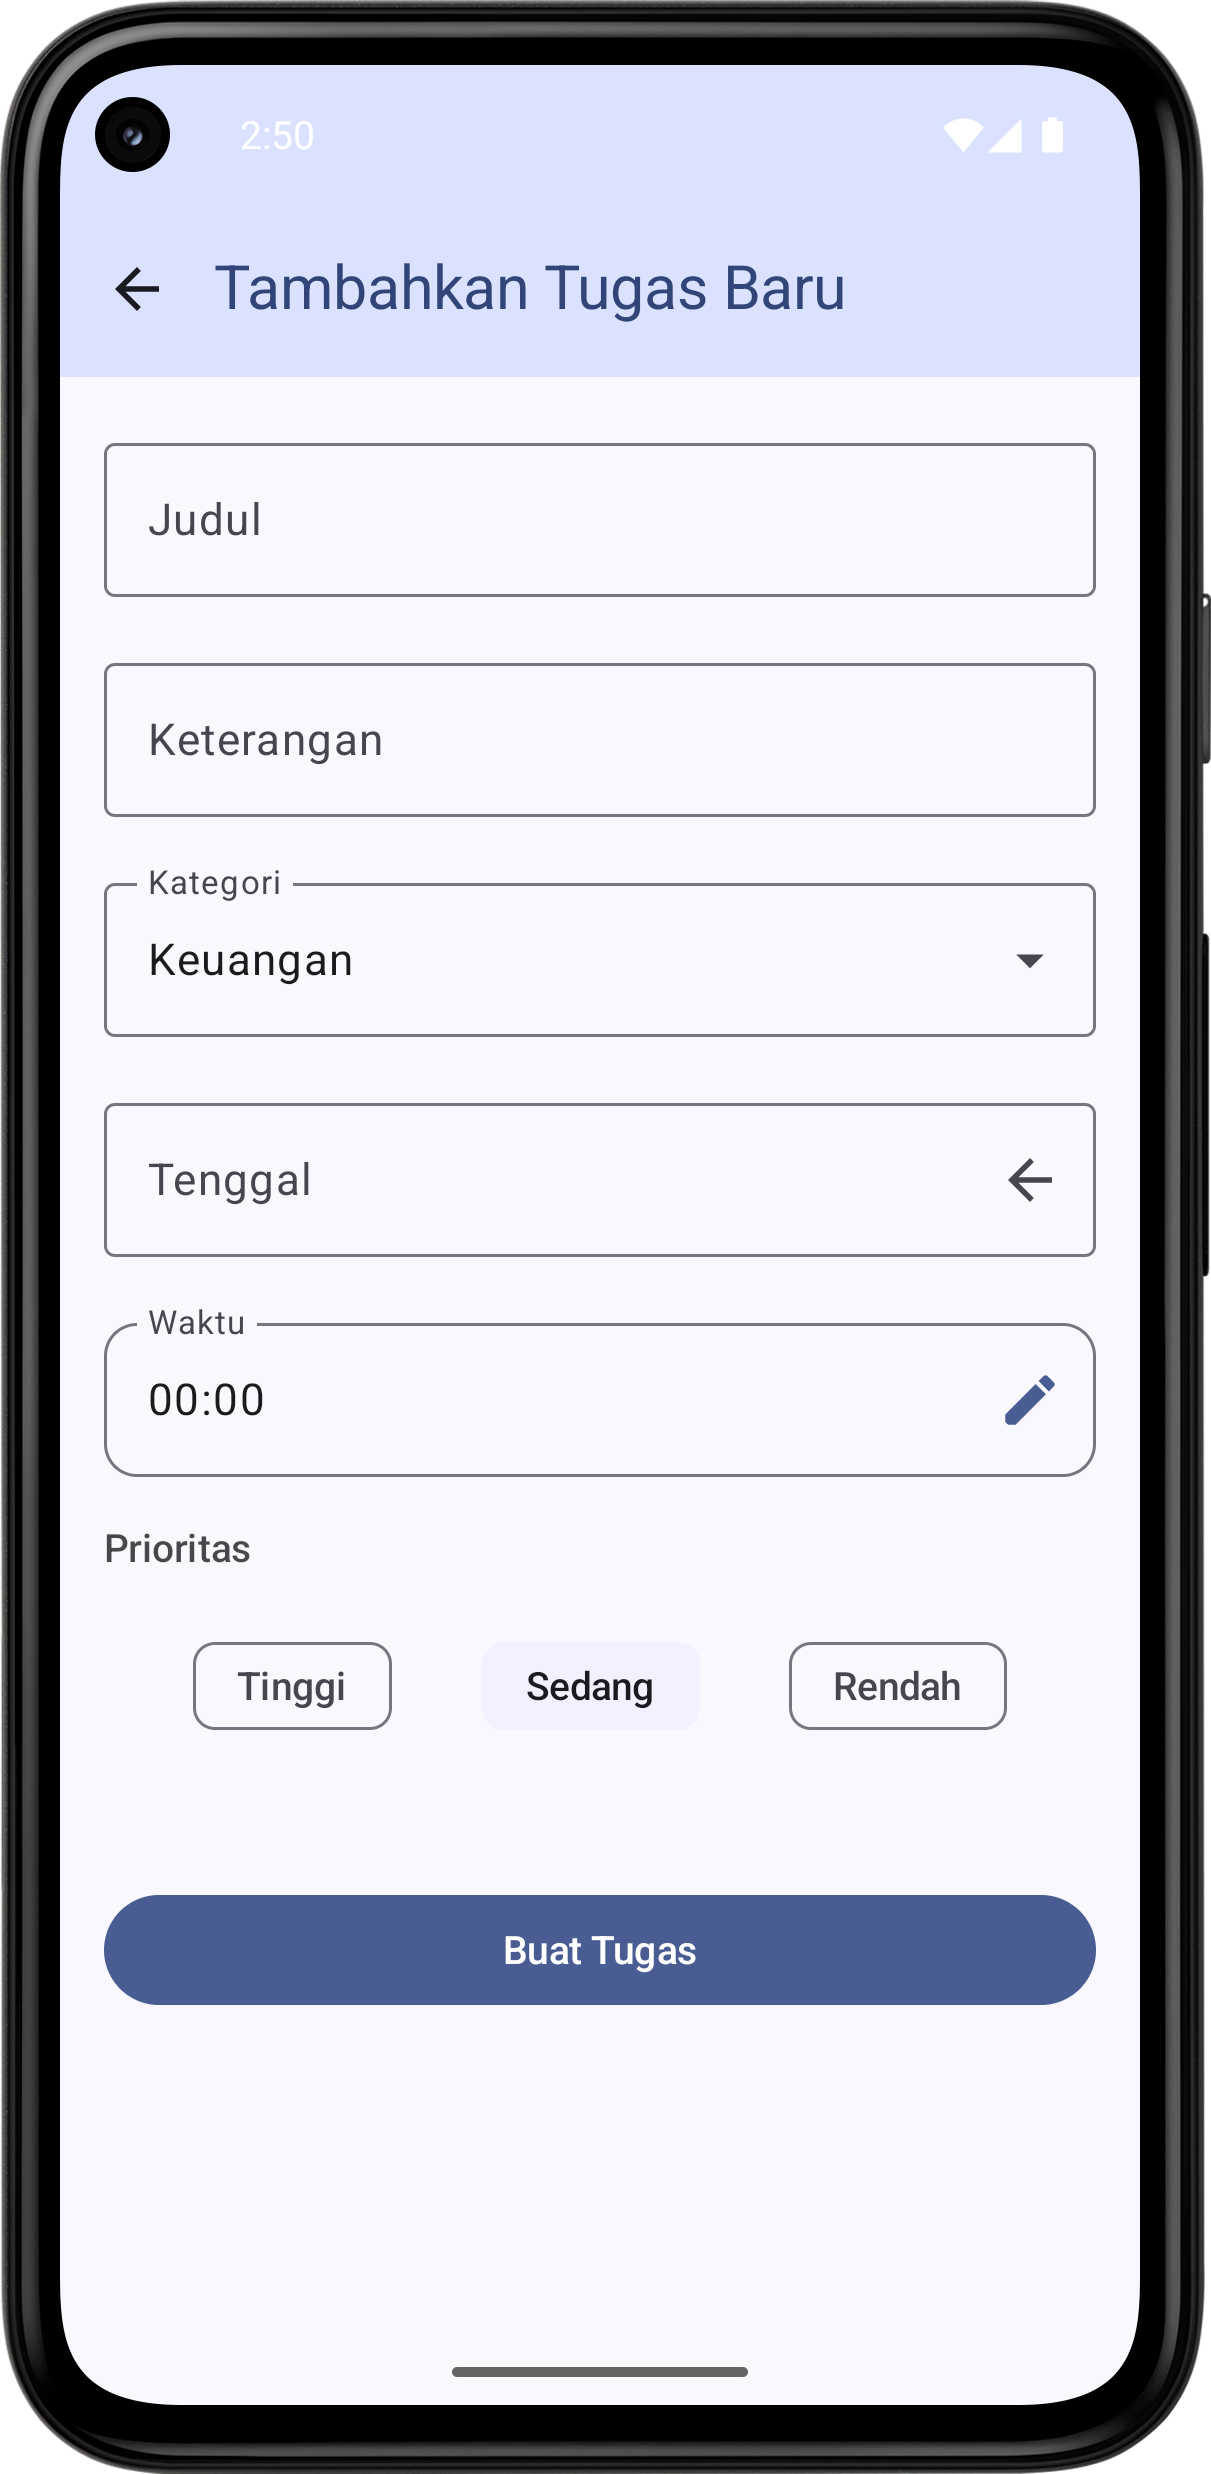 2:50
Tambahkan Tugas Baru
Judul
Keterangan
Kategori
Keuangan
Tenggal
Waktu
00:00
Prioritas
Tinggi Sedang Rendah
Buat Tugas